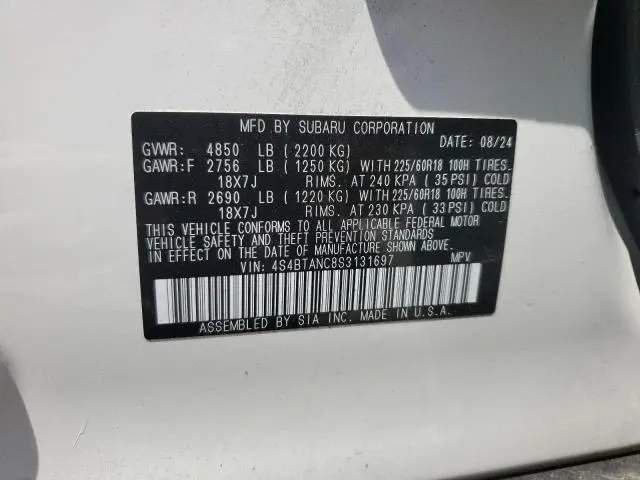 MFD BY SUBARU CORPORATION DATE: 08/24
GVWR: 4850 LB ( 2200 KG)
GAWR:F 2756 LB ( 1250 KG) WITH 225/60R18 100H TIRES.
18X7J RIMS. AT 240 KPA ( 35 PSI) COLD
GAWR:R 2690 LB ( 1220 KG) WITH 225/60R18 100H TIRES.
18X7J RIMS. AT 230 KPA ( 33 PSI) COLD
THIS VEHICLE CONFORMS TO ALL APPLICABLE FEDERAL MOTOR
VEHICLE SAFETY AND THEFT PREVENTION STANDARDS
IN EFFECT ON THE DATE OF MANUFACTURE SHOWN ABOVE.
VIN: 4S4BTANC8S3131697 MPV
ASSEMBLED BY SIA INC. MADE IN U.S.A.